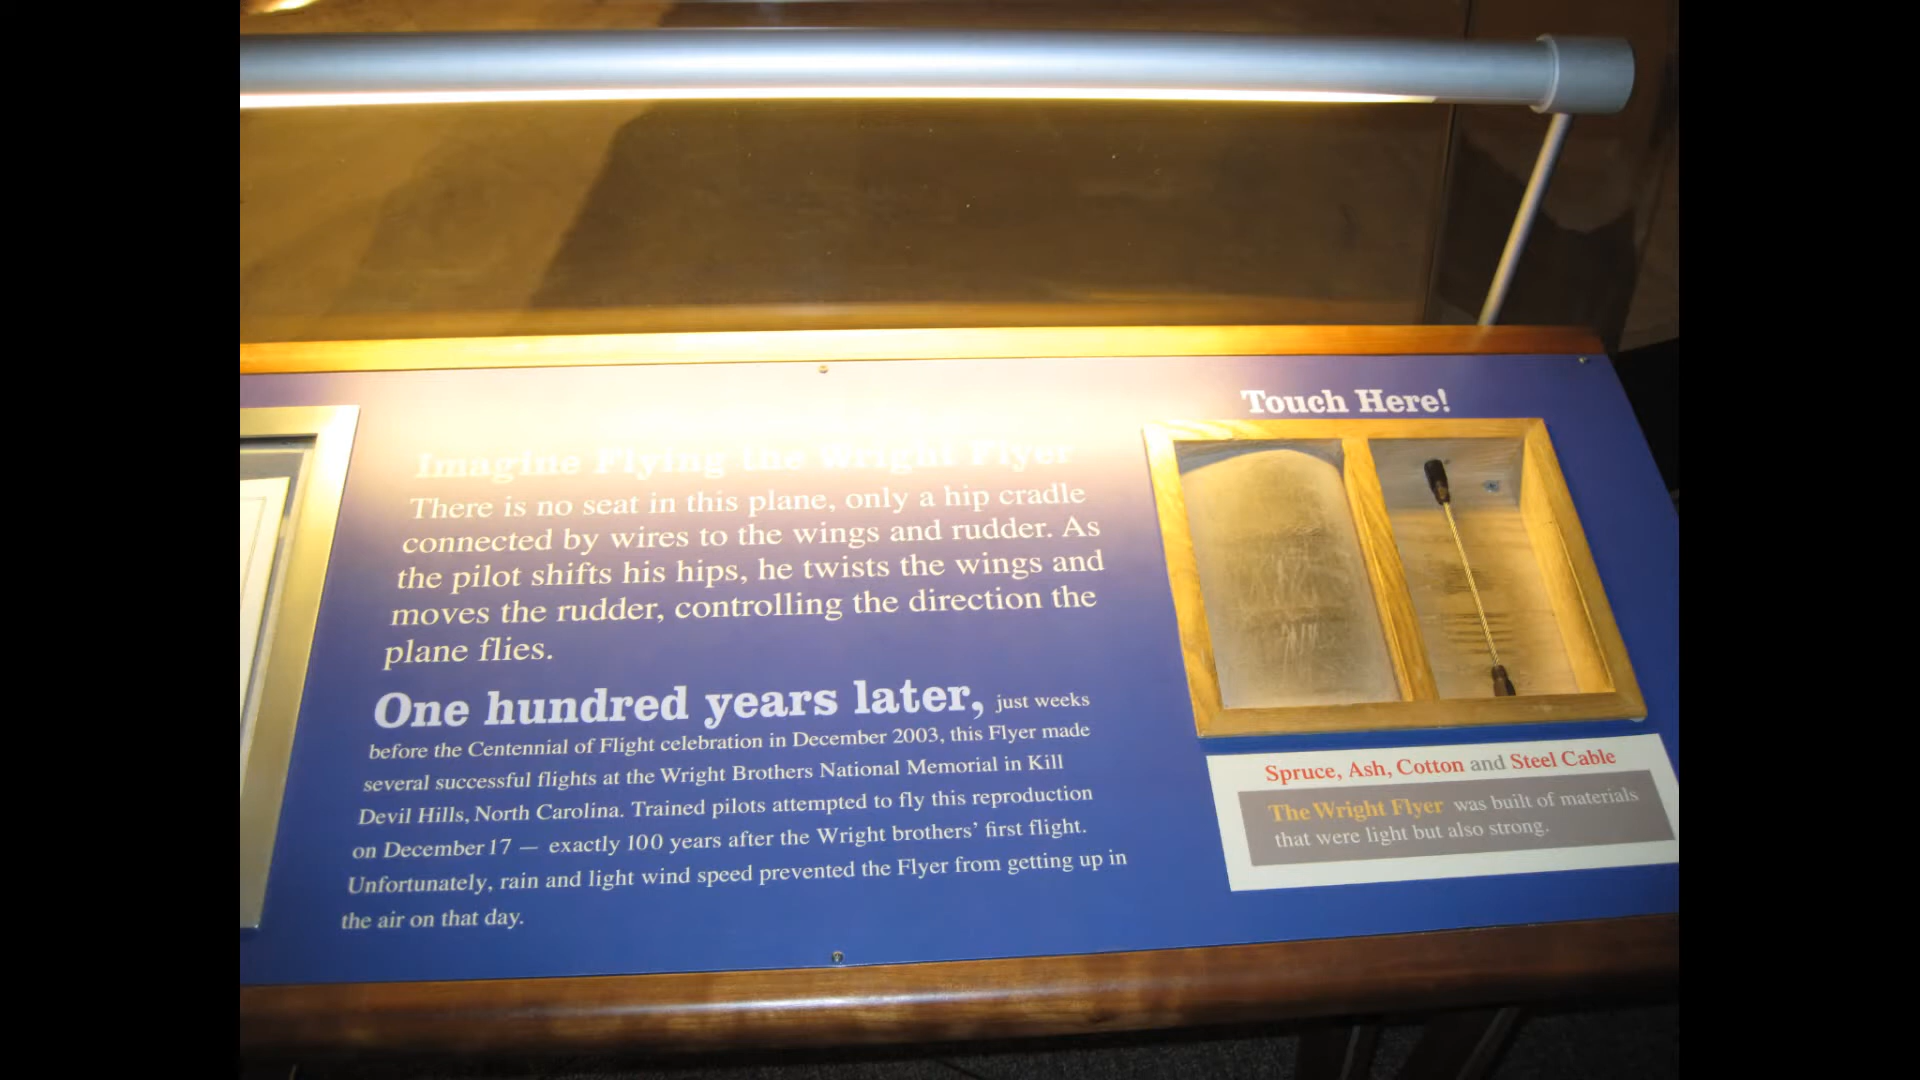 Imagine Flying the Wright Flyer
There is no seat in this plane, only a hip cradle
connected by wires to the wings and rudder. As
the pilot shifts his hips, he twists the wings and
moves the rudder, controlling the direction the
plane flies.
One hundred years later, just weeks
before the Centennial of Flight celebration in December 2003, this Flyer made
several successful flights at the Wright Brothers National Memorial in Kill
Devil Hills, North Carolina. Trained pilots attempted to fly this reproduction
on December 17 — exactly 100 years after the Wright brothers' first flight.
Unfortunately, rain and light wind speed prevented the Flyer from getting up in
the air on that day.
Touch Here!
Spruce, Ash, Cotton and Steel Cable
The Wright Flyer was built of materials
that were light but also strong.